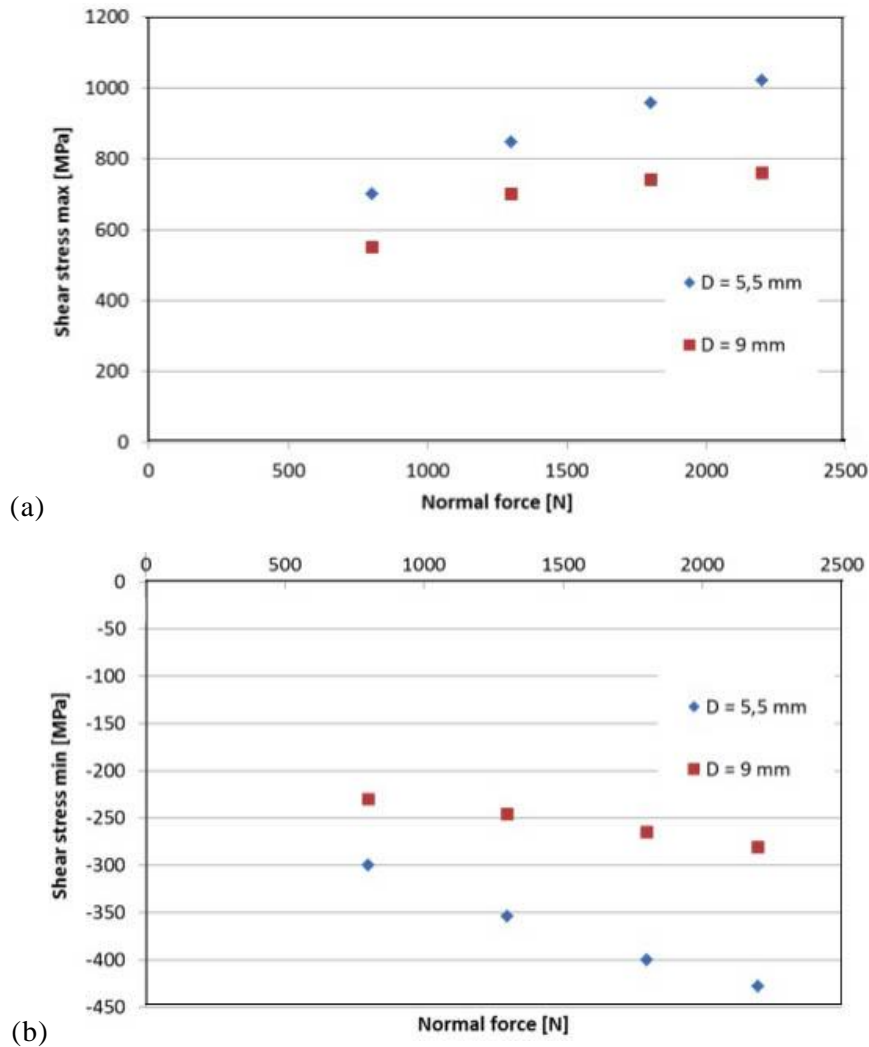 1200
1000
800
600
400
200
0
Shear stress max [MPa]
D = 5,5 mm
D = 9 mm
0 500 1000 1500 2000 2500
Normal force [N]
(a)
0 500 1000 1500 2000 2500
0
-50
-100
-150
-200
-250
-300
-350
-400
-450
Shear stress min [MPa]
D = 5,5 mm
D = 9 mm
Normal force [N]
(b)